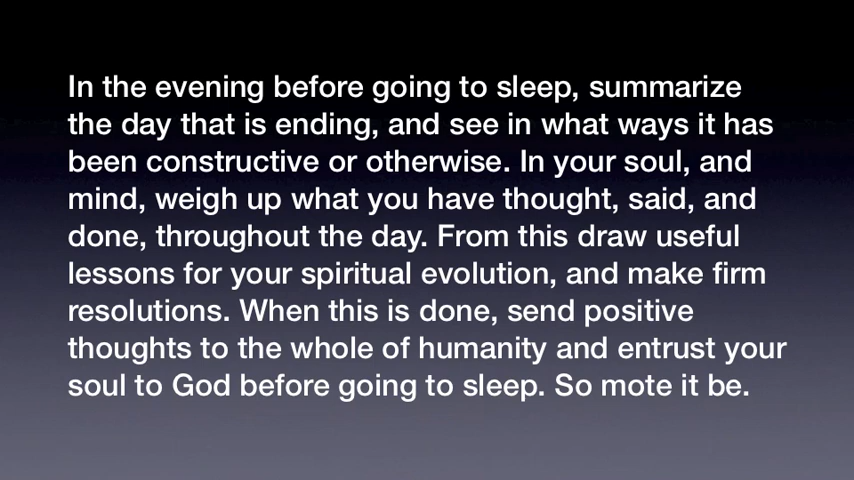 In the evening before going to sleep, summarize
the day that is ending, and see in what ways it has
been constructive or otherwise. In your soul, and
mind, weigh up what you have thought, said, and
done, throughout the day. From this draw useful
lessons for your spiritual evolution, and make firm
resolutions. When this is done, send positive
thoughts to the whole of humanity and entrust your
soul to God before going to sleep. So mote it be.